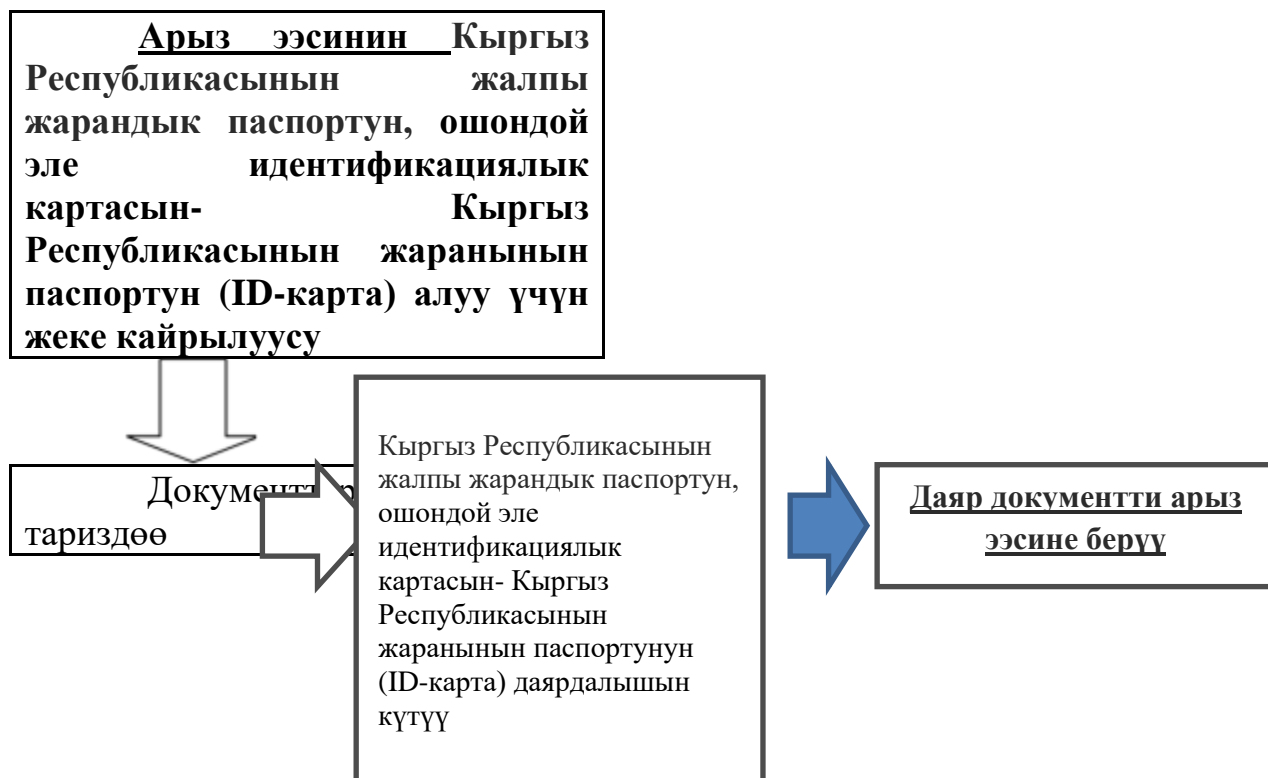 Арыз ээсинин Кыргыз
Республикасынын жалпы
жарандык паспортун, ошондой
эле идентификациялык
картасын- Кыргыз
Республикасынын жаранынын
паспортун (ID-карта) алуу үчүн
жеке кайрылуусу
тариздөө
Кыргыз Республикасынын
жалпы жарандык паспортун,
ошондой эле
идентификациялык
картасын- Кыргыз
Республикасынын
жаранынын паспортунун
(ID-карта) даярдалышын
күтүү
Даяр документти арыз
ээсине берүү